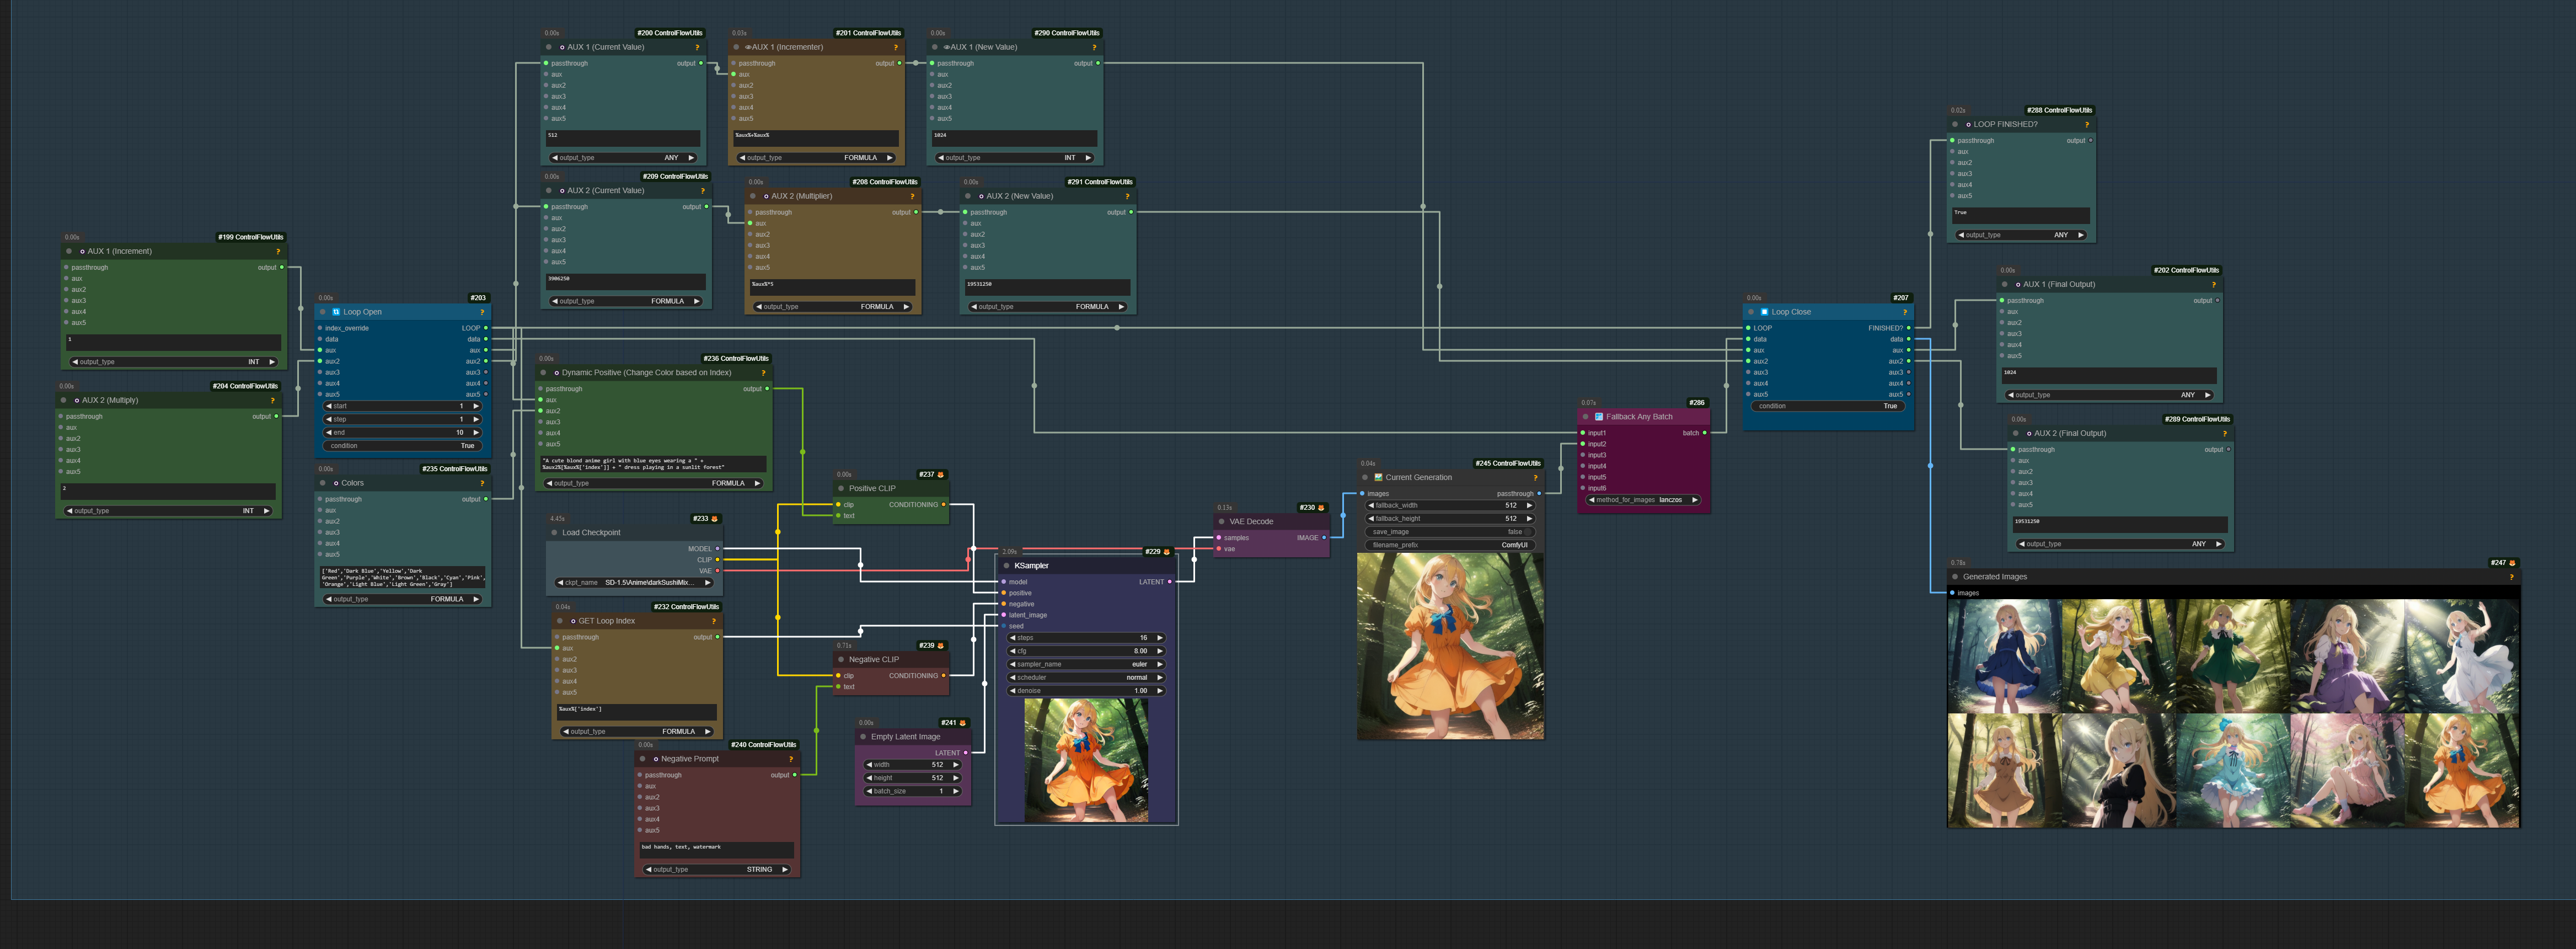 0.00s
#199 ControlFlowUtils
AUX 1 (Increment)
?
passthrough
output
aux
aux2
aux3
aux4
aux5
1
output_type
INT
0.00s
#204 ControlFlowUtils
AUX 2 (Multiply)
?
passthrough
output
aux
aux2
aux3
aux4
aux5
2
output_type
INT
0.00s
#203
Loop Open
?
index_override
LOOP
data
data
aux
aux
aux2
aux2
aux3
aux3
aux4
aux4
aux5
aux5
start
1
step
1
end
10
condition
True
0.00s
#235 ControlFlowUtils
Colors
?
passthrough
output
aux
aux2
aux3
aux4
aux5
['Red','Dark Blue','Yellow','Dark
Green','Purple','White','Brown','Black','Cyan','Pink',
'Orange','Light Blue','Light Green','Gray']
output_type
FORMULA
0.00s
#200 ControlFlowUtils
AUX 1 (Current Value)
?
passthrough
output
aux
aux2
aux3
aux4
aux5
512
output_type
ANY
0.03s
#201 ControlFlowUtils
AUX 1 (Incrementer)
?
passthrough
output
aux
aux2
aux3
aux4
aux5
%aux%+%aux%
output_type
FORMULA
0.00s
#290 ControlFlowUtils
AUX 1 (New Value)
?
passthrough
output
aux
aux2
aux3
aux4
aux5
1024
output_type
INT
0.00s
#209 ControlFlowUtils
AUX 2 (Current Value)
?
passthrough
output
aux
aux2
aux3
aux4
aux5
3906250
output_type
FORMULA
0.00s
#208 ControlFlowUtils
AUX 2 (Multiplier)
?
passthrough
output
aux
aux2
aux3
aux4
aux5
%aux%*5
output_type
FORMULA
0.00s
#291 ControlFlowUtils
AUX 2 (New Value)
?
passthrough
output
aux
aux2
aux3
aux4
aux5
19531250
output_type
FORMULA
0.00s
#236 ControlFlowUtils
Dynamic Positive (Change Color based on Index)
?
passthrough
output
aux
aux2
aux3
aux4
aux5
"A cute blond anime girl with blue eyes wearing a " +
%aux2%[%aux%['index']] + " dress playing in a sunlit forest"
output_type
FORMULA
4.43s
#233
Load Checkpoint
MODEL
CLIP
VAE
ckpt_name
SD-1.5\Anime\darkSushiMix...
0.04s
#232 ControlFlowUtils
GET Loop Index
?
passthrough
output
aux
aux2
aux3
aux4
aux5
%aux%['index']
output_type
FORMULA
0.00s
#240 ControlFlowUtils
Negative Prompt
?
passthrough
output
aux
aux2
aux3
aux4
aux5
bad hands, text, watermark
output_type
STRING
0.00s
#237
Positive CLIP
clip
CONDITIONING
text
0.71s
#239
Negative CLIP
clip
CONDITIONING
text
0.00s
#241
Empty Latent Image
LATENT
width
512
height
512
batch_size
1
2.09s
#229
KSampler
model
LATENT
positive
negative
latent_image
seed
steps
16
cfg
8.00
sampler_name
euler
scheduler
normal
denoise
1.00
0.13s
#230
VAE Decode
samples
IMAGE
vae
0.04s
#245 ControlFlowUtils
Current Generation
?
images
passthrough
fallback_width
512
fallback_height
512
save_image
false
filename_prefix
ComfyUI
0.07s
#286
Fallback Any Batch
input1
batch
input2
input3
input4
input5
input6
method_for_images
lanczos
0.00s
#207
Loop Close
?
LOOP
FINISHED?
data
data
aux
aux
aux2
aux2
aux3
aux3
aux4
aux4
aux5
aux5
condition
True
0.02s
#288 ControlFlowUtils
LOOP FINISHED?
?
passthrough
output
aux
aux2
aux3
aux4
aux5
True
output_type
ANY
0.00s
#202 ControlFlowUtils
AUX 1 (Final Output)
?
passthrough
output
aux
aux2
aux3
aux4
aux5
1024
output_type
ANY
0.00s
#289 ControlFlowUtils
AUX 2 (Final Output)
?
passthrough
output
aux
aux2
aux3
aux4
aux5
19531250
output_type
ANY
0.78s
#247
Generated Images
?
images